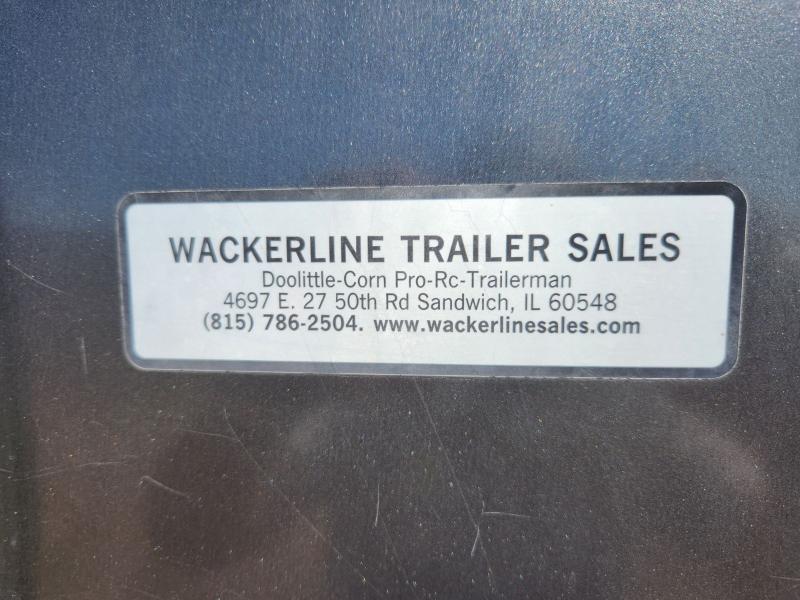 WACKERLINE TRAILER SALES
Doolittle-Corn Pro-Rc-Trailerman
4697 E. 27 50th Rd Sandwich, IL 60548
(815) 786-2504. www.wackerlinesales.com